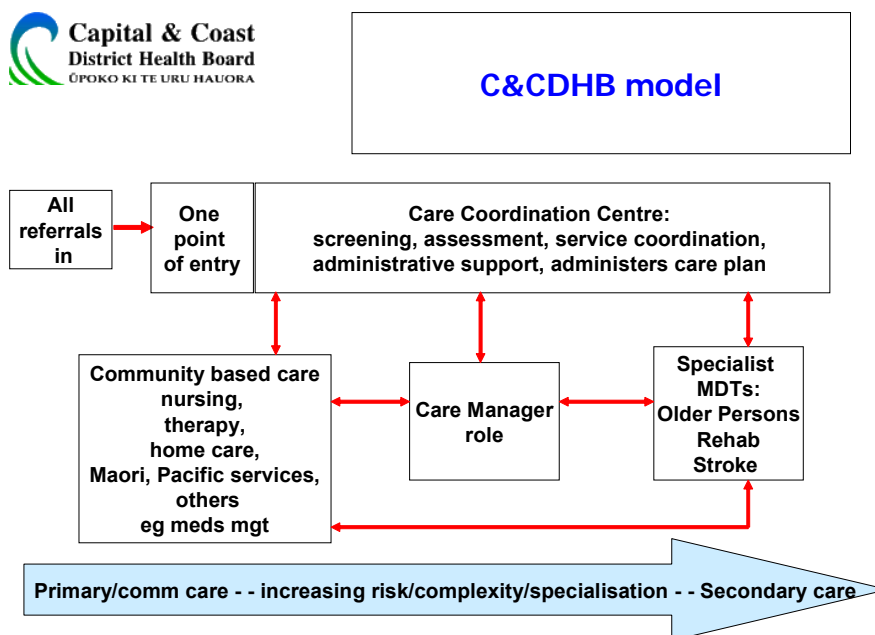 Capital & Coast
District Health Board
ŪPOKO KI TE URU HAUORA
C&CDHB model
All
referrals
in
One
point
of entry
Care Coordination Centre:
screening, assessment, service coordination,
administrative support, administers care plan
Community based care
nursing,
therapy,
home care,
Maori, Pacific services,
others
eg meds mgt
Care Manager
role
Specialist
MDTs:
Older Persons
Rehab
Stroke
Primary/comm care - - increasing risk/complexity/specialisation - - Secondary care